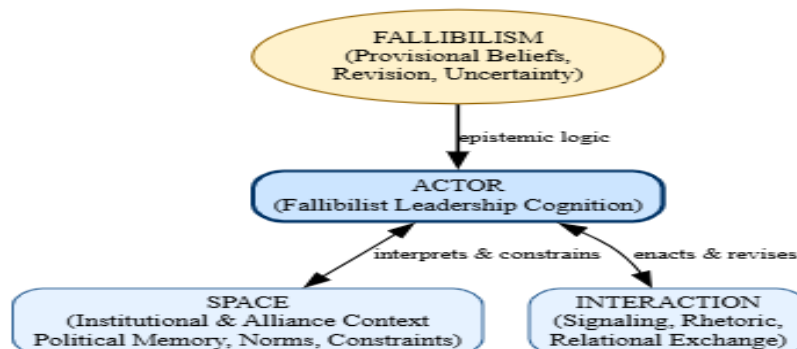 FALLIBILISM
(Provisional Beliefs,
Revision, Uncertainty)
epistemic logic
ACTOR
(Fallibilist Leadership Cognition)
interprets & constrains
enacts & revises
SPACE
(Institutional & Alliance Context
Political Memory, Norms, Constraints)
INTERACTION
(Signaling, Rhetoric,
Relational Exchange)